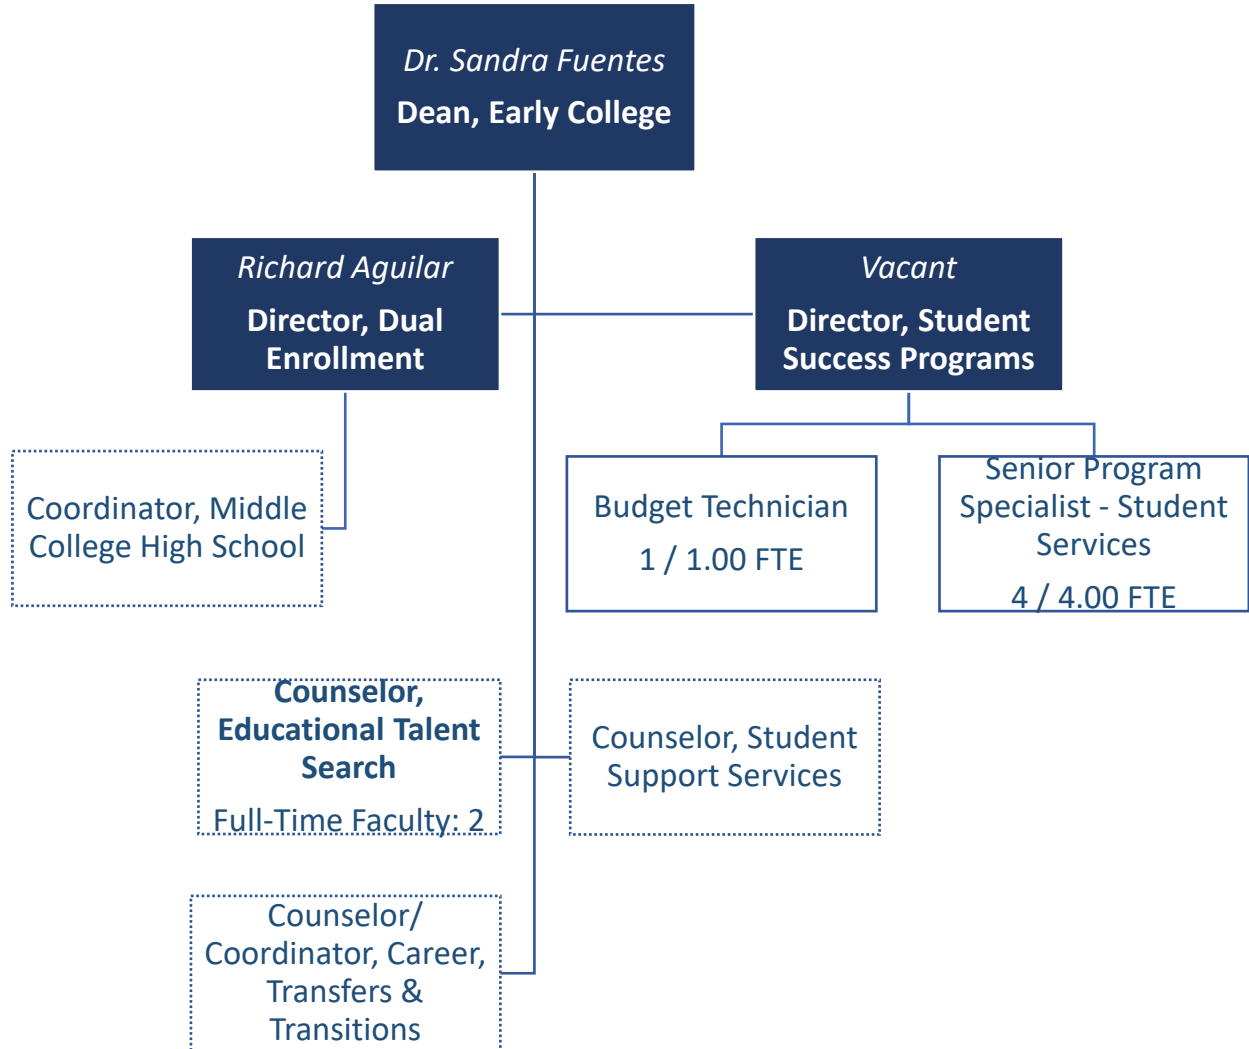 Dr. Sandra Fuentes
Dean, Early College
Richard Aguilar
Director, Dual
Enrollment
Vacant
Director, Student
Success Programs
Coordinator, Middle
College High School
Budget Technician
1 / 1.00 FTE
Senior Program
Specialist - Student
Services
4 / 4.00 FTE
Counselor,
Educational Talent
Search
Full-Time Faculty: 2
Counselor, Student
Support Services
Counselor/
Coordinator, Career,
Transfers &
Transitions